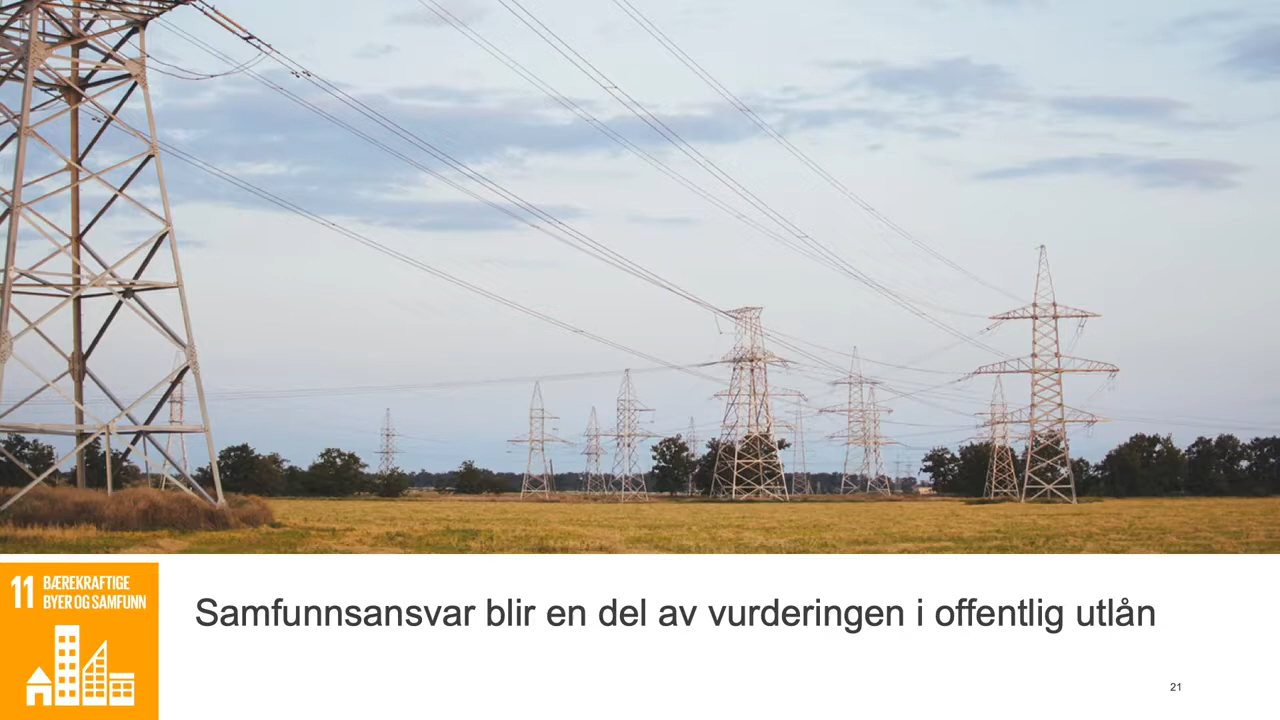 11 BÆREKRAFTIGE
BYER OG SAMFUNN
Samfunnsansvar blir en del av vurderingen i offentlig utlån
21